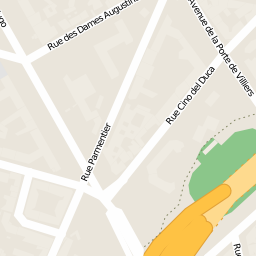 Rue des Dames Augustines
Avenue de la Porte de Villiers
Rue Cino del Duca
Rue Parmentier